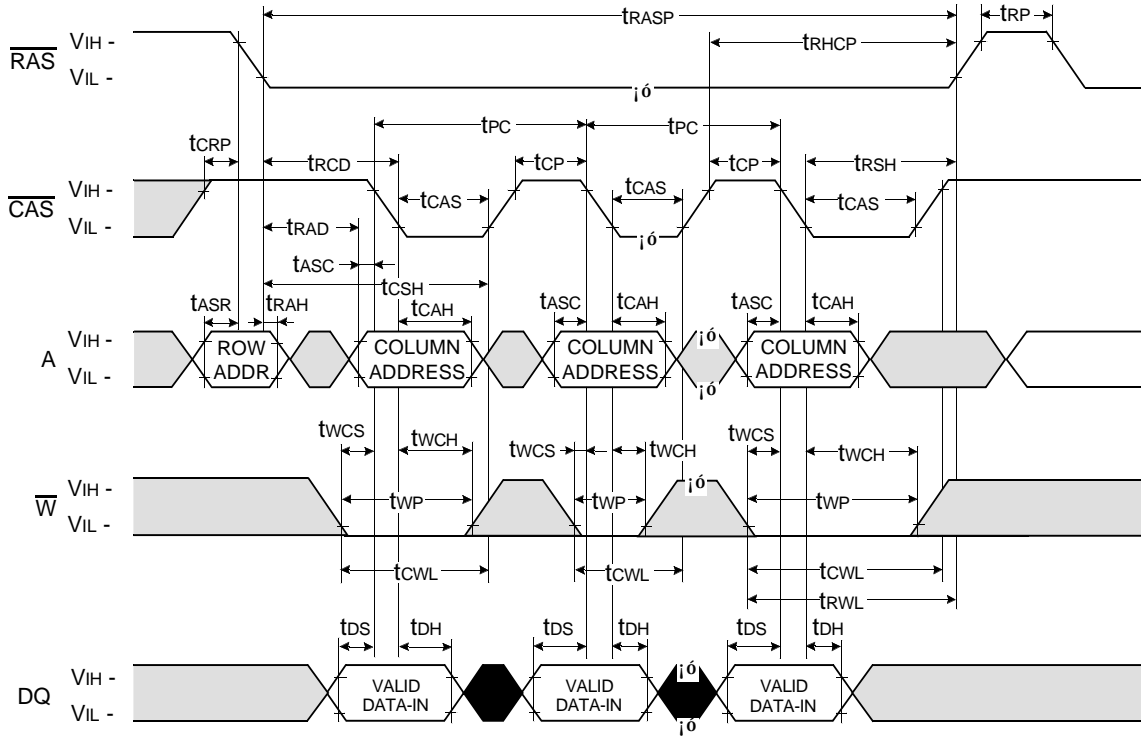 tRASP
tRP
tRHCP
RAS
VIH -
VIL -
¡ó
tCRP
tRCD
tPC
tPC
tCP
tCP
tRSH
CAS
VIH -
VIL -
tCAS
tCAS
tCAS
¡ó
tRAD
tASC
tCSH
tASR
tRAH
tCAH
tASC
tCAH
tASC
tCAH
A
VIH -
VIL -
ROW
ADDR
COLUMN
ADDRESS
COLUMN
ADDRESS
¡ó
¡ó
COLUMN
ADDRESS
tWCS
tWCH
tWCS
tWCH
tWCS
tWCH
W
VIH -
VIL -
tWP
tWP
¡ó
tWP
tCWL
tCWL
tCWL
tRWL
tDS
tDH
tDS
tDH
tDS
tDH
DQ
VIH -
VIL -
VALID
DATA-IN
VALID
DATA-IN
¡ó
¡ó
VALID
DATA-IN